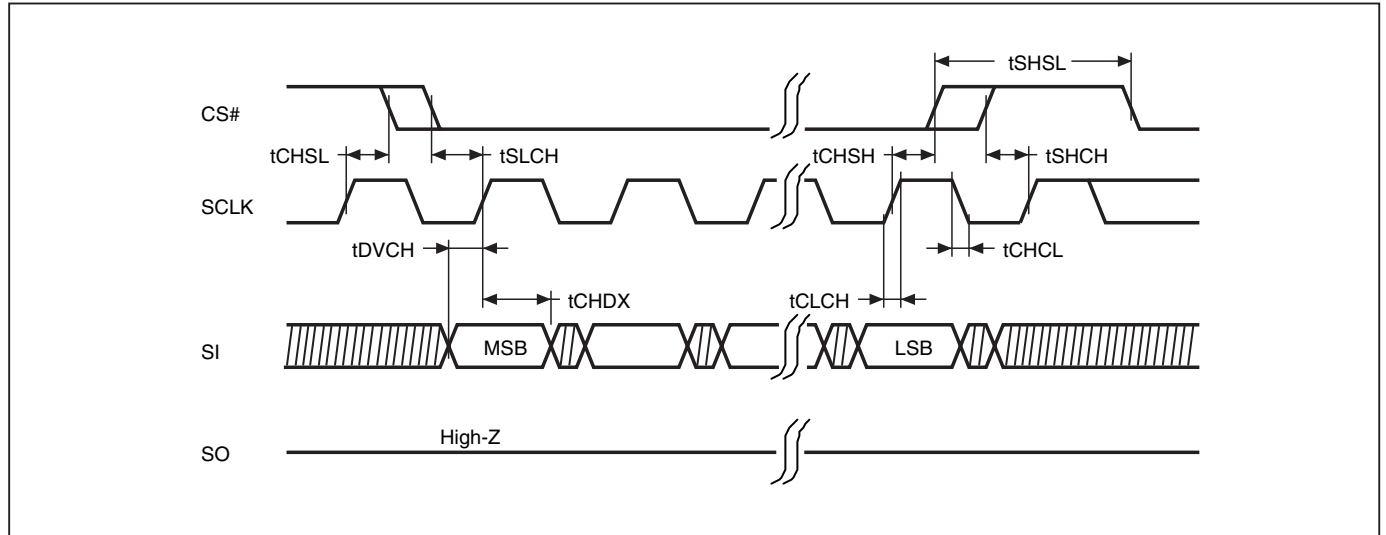 tSHSL
CS#
tCHSL
tSLCH
tCHSH
tSHCH
SCLK
tDVCH
tCHCL
tCHDX
tCLCH
SI
MSB
LSB
High-Z
SO